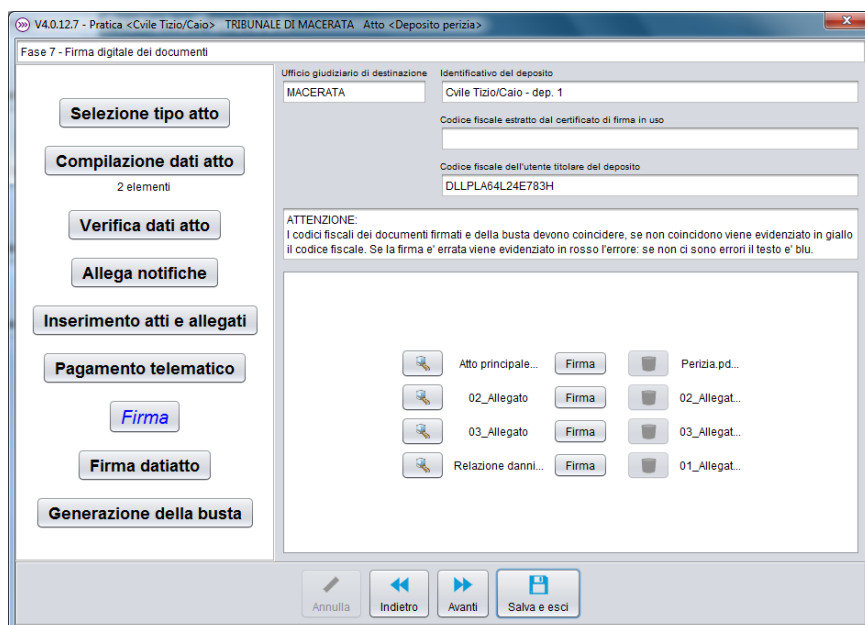 V4.0.12.7 - Pratica <Cvile Tizio/Caio> TRIBUNALE DI MACERATA Atto <Deposito perizia>
Fase 7 - Firma digitale dei documenti
Selezione tipo atto
Compilazione dati atto
2 elementi
Verifica dati atto
Allega notifiche
Inserimento atti e allegati
Pagamento telematico
Firma
Firma datiatto
Generazione della busta
Ufficio giudiziario di destinazione
MACERATA
Identificativo del deposito
Cvile Tizio/Caio - dep. 1
Codice fiscale estratto dal certificato di firma in uso
Codice fiscale dell'utente titolare del deposito
DLLPLA64L24E783H
ATTENZIONE:
I codici fiscali dei documenti firmati e della busta devono coincidere, se non coincidono viene evidenziato in giallo
il codice fiscale. Se la firma e' errata viene evidenziato in rosso l'errore: se non ci sono errori il testo e' blu.
Atto principale... Firma Perizia.pd...
02_Allegato Firma 02_Allegat...
03_Allegato Firma 03_Allegat...
Relazione danni... Firma 01_Allegat...
Annulla Indietro Avanti Salva e esci